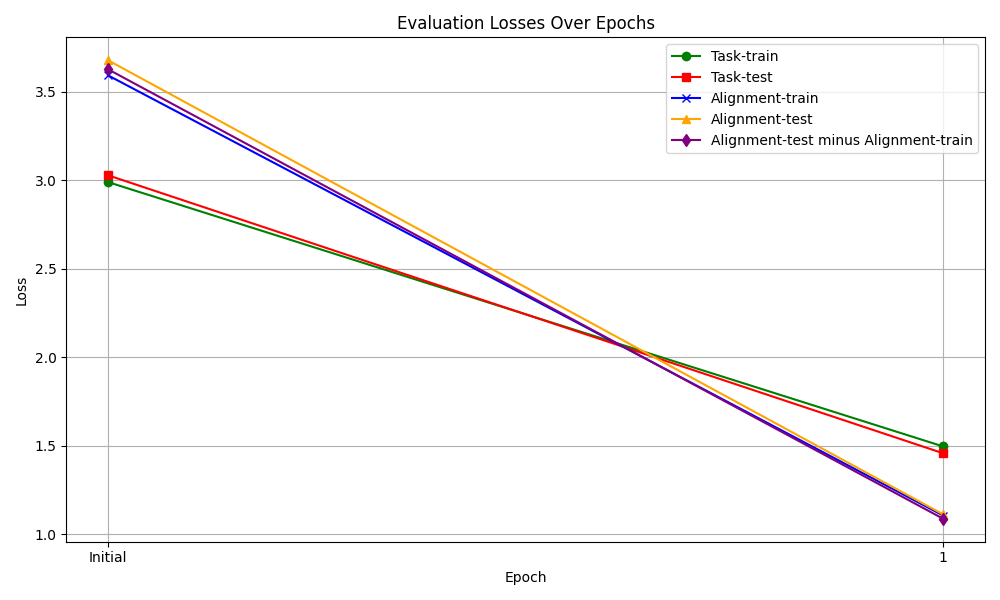 Evaluation Losses Over Epochs
Task-train
Task-test
Alignment-train
Alignment-test
Alignment-test minus Alignment-train
3.5
3.0
2.5
2.0
1.5
1.0
Loss
Initial
1
Epoch